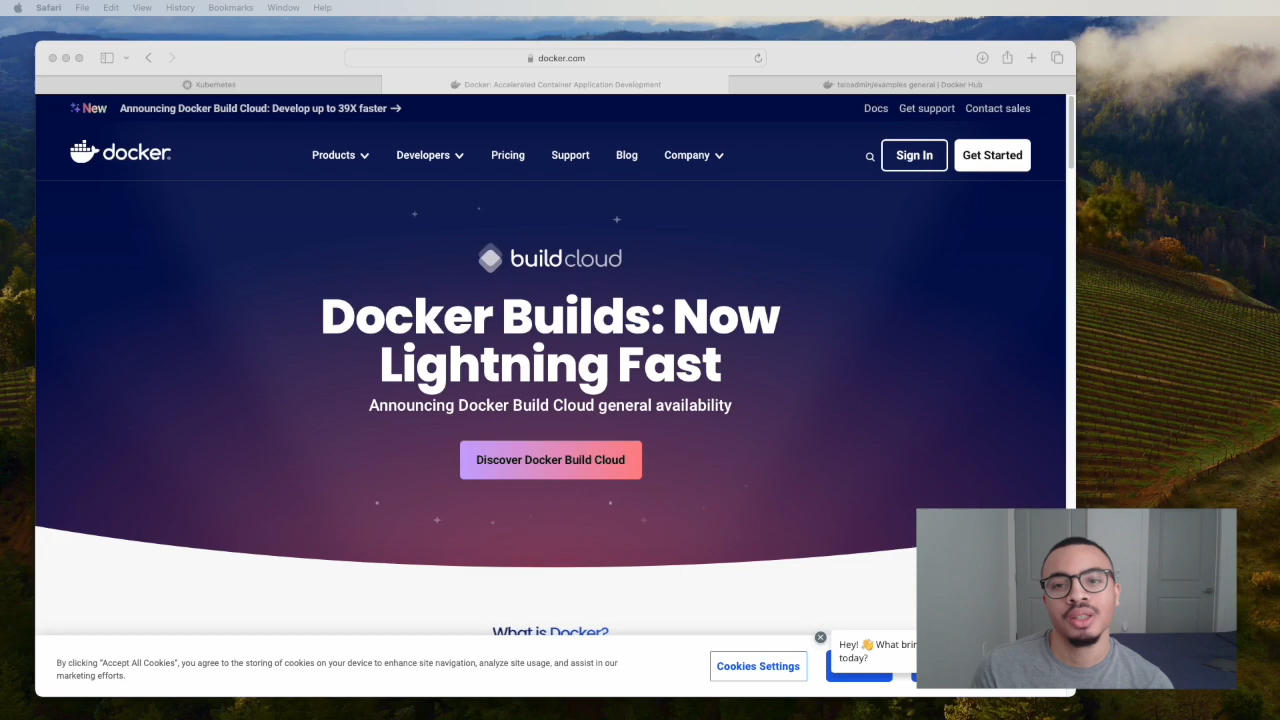 Safari File Edit View History Bookmarks Window Help
docker.com
Kubernetes
Docker: Accelerated Container Application Development
general | Docker Hub
New Announcing Docker Build Cloud: Develop up to 39X faster →
Docs Get support Contact sales
docker
Products Developers Pricing Support Blog Company
Sign In Get Started
build cloud
Docker Builds: Now
Lightning Fast
Announcing Docker Build Cloud general availability
Discover Docker Build Cloud
What is Docker?
By clicking "Accept All Cookies", you agree to the storing of cookies on your device to enhance site navigation, analyze site usage, and assist in our
marketing efforts.
Cookies Settings
Hey! 👋 What brin
today?